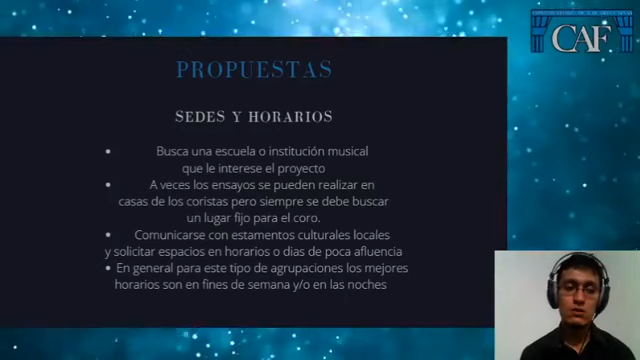 CAF
PROPUESTAS
SEDES Y HORARIOS
• Busca una escuela o institución musical
que le interese el proyecto
• A veces los ensayos se pueden realizar en
casas de los coristas pero siempre se debe buscar
un lugar fijo para el coro.
• Comunicarse con estamentos culturales locales
y solicitar espacios en horarios o dias de poca afluencia
• En general para este tipo de agrupaciones los mejores
horarios son en fines de semana y/o en las noches